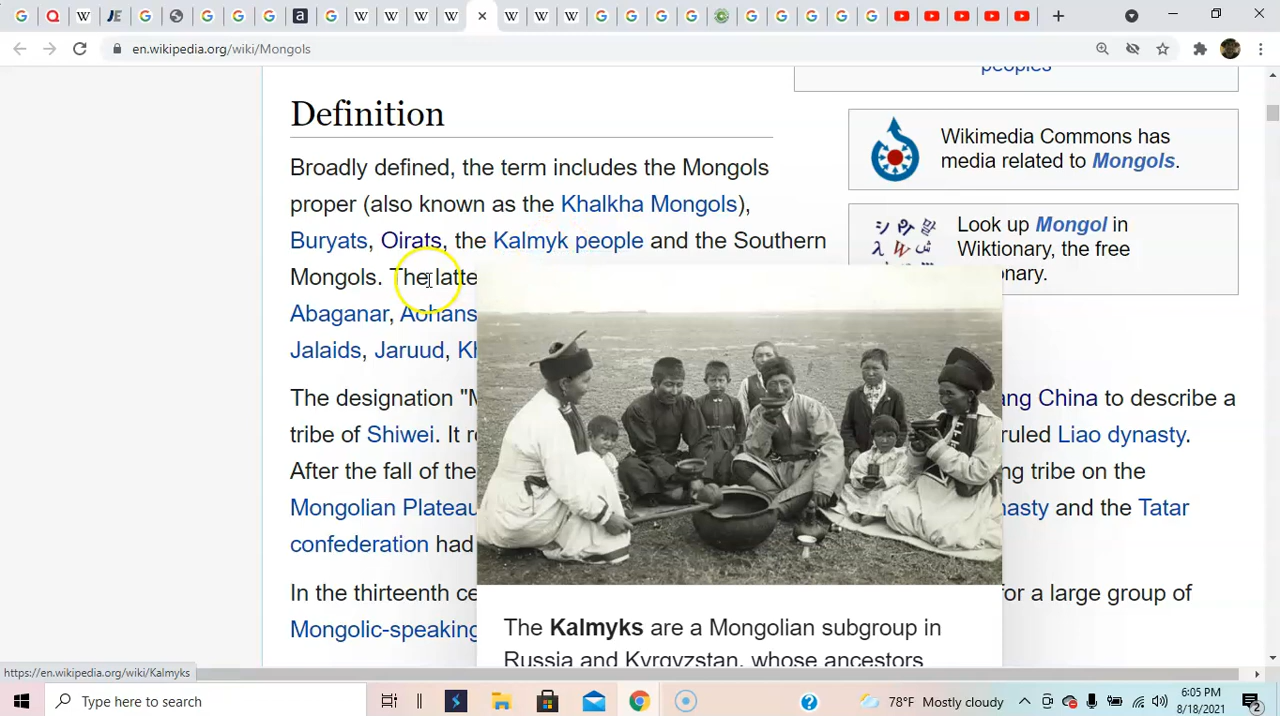 en.wikipedia.org/wiki/Mongols
peoples
Definition
Broadly defined, the term includes the Mongols
proper (also known as the Khalkha Mongols),
Buryats, Oirats, the Kalmyk people and the Southern
Mongols. The latte
Abaganar, Aohans
Jalaids, Jaruud, Kh
Wikimedia Commons has
media related to Mongols.
Look up Mongol in
Wiktionary, the free
onary.
The designation "M ang China to describe a
tribe of Shiwei. It re ruled Liao dynasty.
After the fall of the ng tribe on the
Mongolian Plateau nasty and the Tatar
confederation had
In the thirteenth ce for a large group of
Mongolic-speaking
The Kalmyks are a Mongolian subgroup in
Russia and Kyrgyzstan, whose ancestors
https://en.wikipedia.org/wiki/Kalmyks
Type here to search
78°F Mostly cloudy
6:05 PM
8/18/2021
2